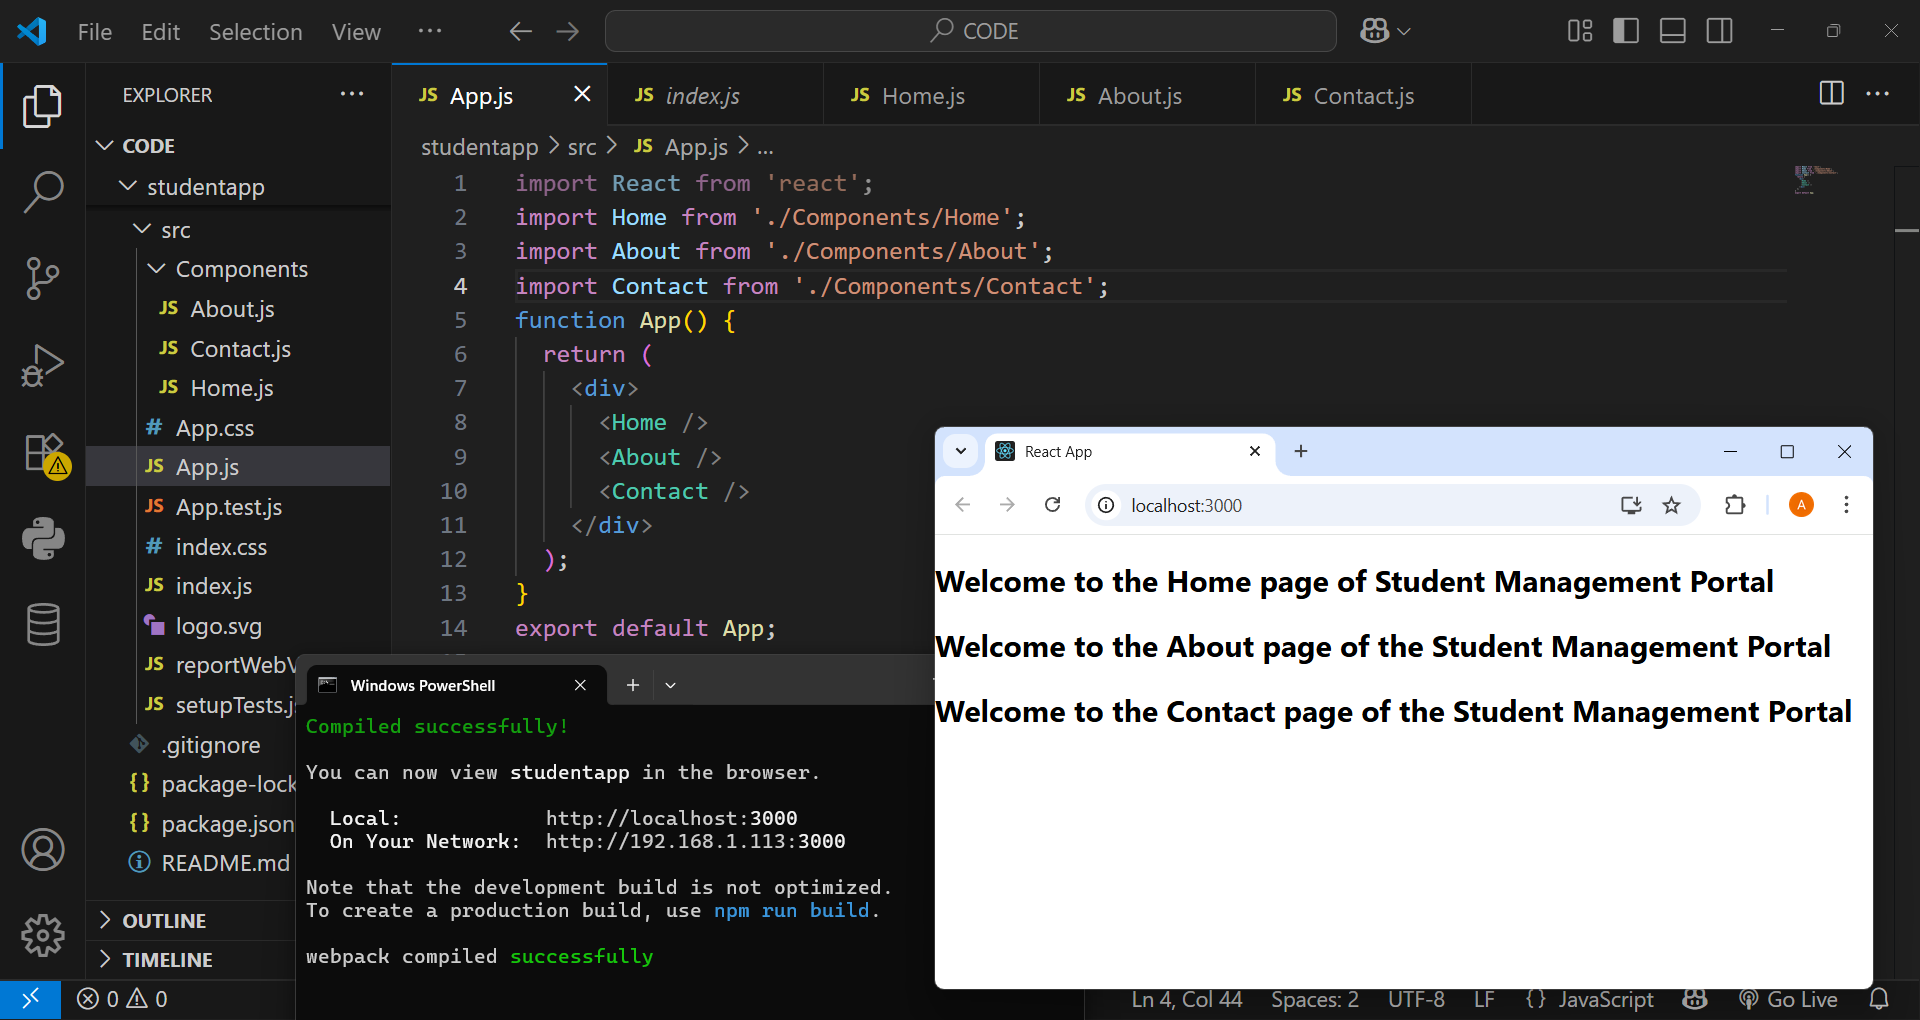 File Edit Selection View ···
CODE
EXPLORER ···
CODE
studentapp
src
Components
JS About.js
JS Contact.js
JS Home.js
# App.css
JS App.js
JS App.test.js
# index.css
JS index.js
logo.svg
JS reportWebV
JS setupTests.js
.gitignore
{} package-lock
{} package.json
README.md
OUTLINE
TIMELINE
JS App.js
JS index.js
JS Home.js
JS About.js
JS Contact.js
···
studentapp > src > JS App.js > ...
1 import React from 'react';
2 import Home from './Components/Home';
3 import About from './Components/About';
4 import Contact from './Components/Contact';
5 function App() {
6 return (
7 <div>
8 <Home />
9 <About />
10 <Contact />
11 </div>
12 );
13 }
14 export default App;
Windows PowerShell
Compiled successfully!
You can now view studentapp in the browser.
Local: http://localhost:3000
On Your Network: http://192.168.1.113:3000
Note that the development build is not optimized.
To create a production build, use npm run build.
webpack compiled successfully
React App
localhost:3000
A
Welcome to the Home page of Student Management Portal
Welcome to the About page of the Student Management Portal
Welcome to the Contact page of the Student Management Portal
0 0
Ln 4, Col 44 Spaces: 2 UTF-8 LF {} JavaScript Go Live